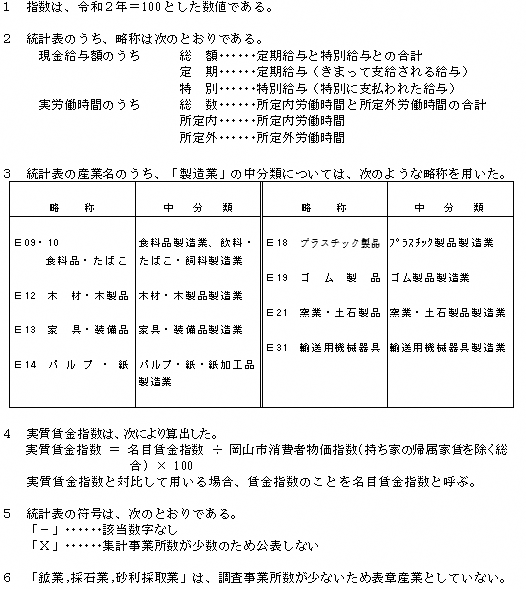 1 指数は、令和2年＝100とした数値である。
2 統計表のうち、略称は次のとおりである。
現金給与額のうち 総 額……定期給与と特別給与との合計
定 期……定期給与（きまって支給される給与）
特 別……特別給与（特別に支払われた給与）
実労働時間のうち 総 数……所定内労働時間と所定外労働時間の合計
所定内……所定内労働時間
所定外……所定外労働時間
3 統計表の産業名のうち、「製造業」の中分類については、次のような略称を用いた。
略 称 中 分 類 略 称 中 分 類
E09・10 食料品製造業、飲料・
食料品・たばこ たばこ・飼料製造業
E12 木 材・木製品 木材・木製品製造業
E13 家 具・装備品 家具・装備品製造業
E14 パ ル プ ・ 紙 パルプ・紙・紙加工品
製造業
E18 プラスチック製品 プラスチック製品製造業
E19 ゴ ム 製 品 ゴム製品製造業
E21 窯業・土石製品 窯業・土石製品製造業
E31 輸送用機械器具 輸送用機械器具製造業
4 実質賃金指数は、次により算出した。
実質賃金指数 ＝ 名目賃金指数 ÷ 岡山市消費者物価指数（持ち家の帰属家賃を除く総
合） × 100
実質賃金指数と対比して用いる場合、賃金指数のことを名目賃金指数と呼ぶ。
5 統計表の符号は、次のとおりである。
「－」……該当数字なし
「X」……集計事業所数が少数のため公表しない
6 「鉱業,採石業,砂利採取業」は、調査事業所数が少ないため表章産業としていない。